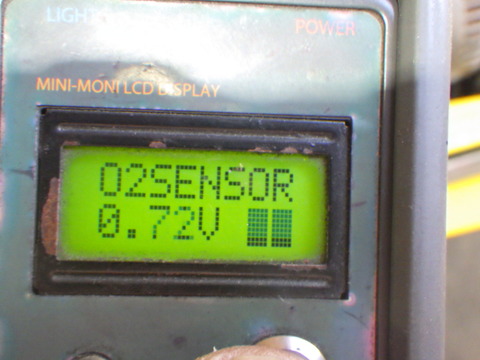 LIGHT
POWER
MINI-MONI LCD DISPLAY
O2SENSOR
0.72V